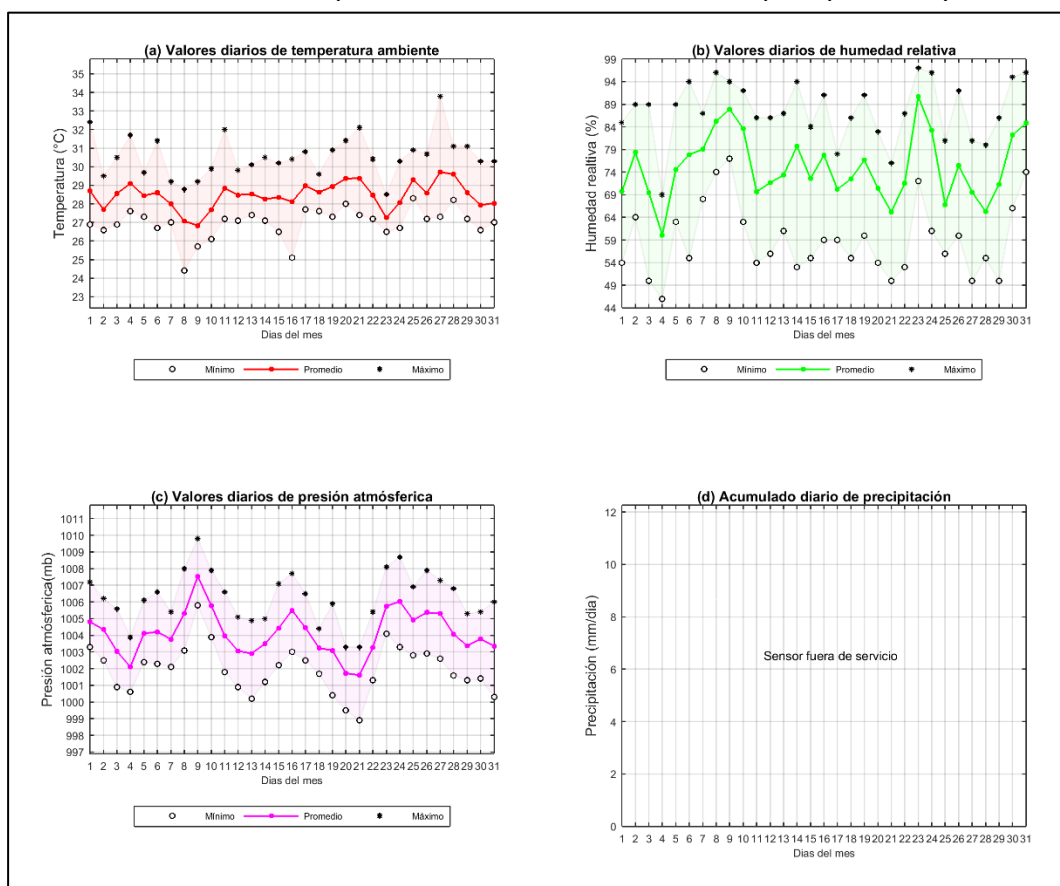 (a) Valores diarios de temperatura ambiente
35
34
33
32
31
30
29
28
27
26
25
24
23
Temperatura (°C)
1 2 3 4 5 6 7 8 9 10 11 12 13 14 15 16 17 18 19 20 21 22 23 24 25 26 27 28 29 30 31
Dias del mes
Mínimo Promedio Máximo
(b) Valores diarios de humedad relativa
99
94
89
84
79
74
69
64
59
54
49
44
Humedad realtiva (%)
1 2 3 4 5 6 7 8 9 10 11 12 13 14 15 16 17 18 19 20 21 22 23 24 25 26 27 28 29 30 31
Dias del mes
Mínimo Promedio Máximo
(c) Valores diarios de presión atmósferica
1011
1010
1009
1008
1007
1006
1005
1004
1003
1002
1001
1000
999
998
997
Presión atmósferica(mb)
1 2 3 4 5 6 7 8 9 10 11 12 13 14 15 16 17 18 19 20 21 22 23 24 25 26 27 28 29 30 31
Dias del mes
Mínimo Promedio Máximo
(d) Acumulado diario de precipitación
12
10
8
6
4
2
0
Precipitación (mm/día)
Sensor fuera de servicio
1 2 3 4 5 6 7 8 9 10 11 12 13 14 15 16 17 18 19 20 21 22 23 24 25 26 27 28 29 30 31
Dias del mes